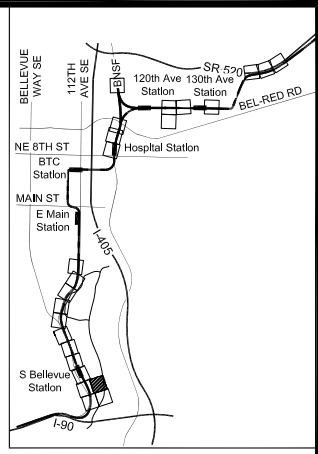 BELLEVUE
WAY SE
112TH
AVE SE
BNSF
120th Ave
Station
130th Ave
Station
SR 520
BEL-RED RD
NE 8TH ST
Hospital Station
BTC
Station
MAIN ST
E Main
Station
I-405
S Bellevue
Station
I-90